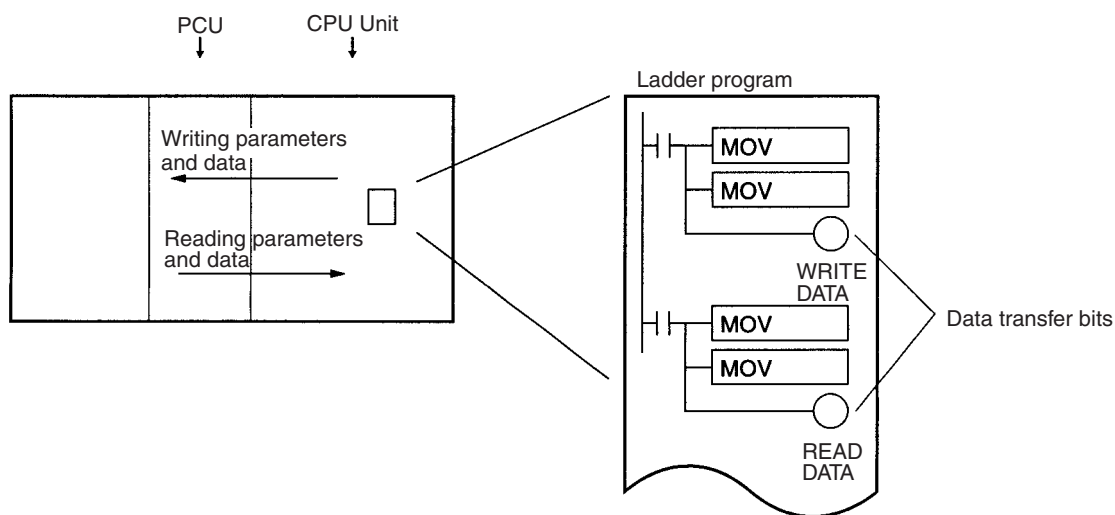 PCU
CPU Unit
Writing parameters
and data
Reading parameters
and data
Ladder program
MOV
MOV
WRITE
DATA
MOV
MOV
READ
DATA
Data transfer bits